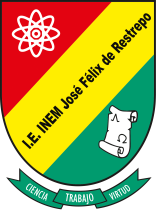 I.E. INEM José Félix de Restrepo
Λ Ω
CIENCIA TRABAJO VIRTUD